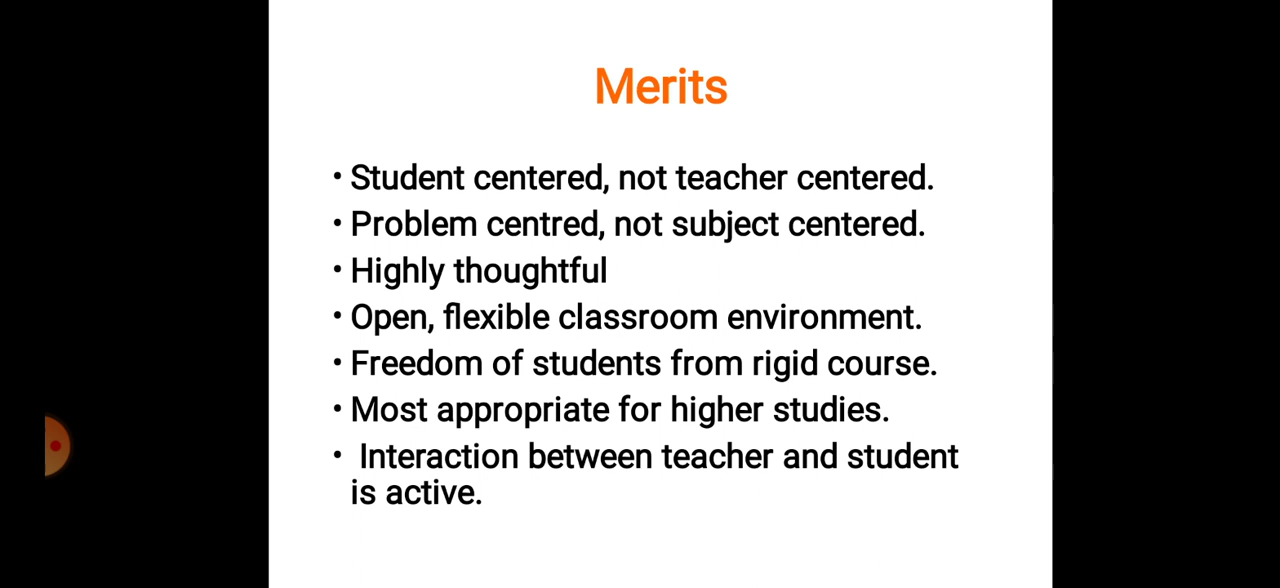 Merits
• Student centered, not teacher centered.
• Problem centred, not subject centered.
• Highly thoughtful
• Open, flexible classroom environment.
• Freedom of students from rigid course.
• Most appropriate for higher studies.
• Interaction between teacher and student
is active.